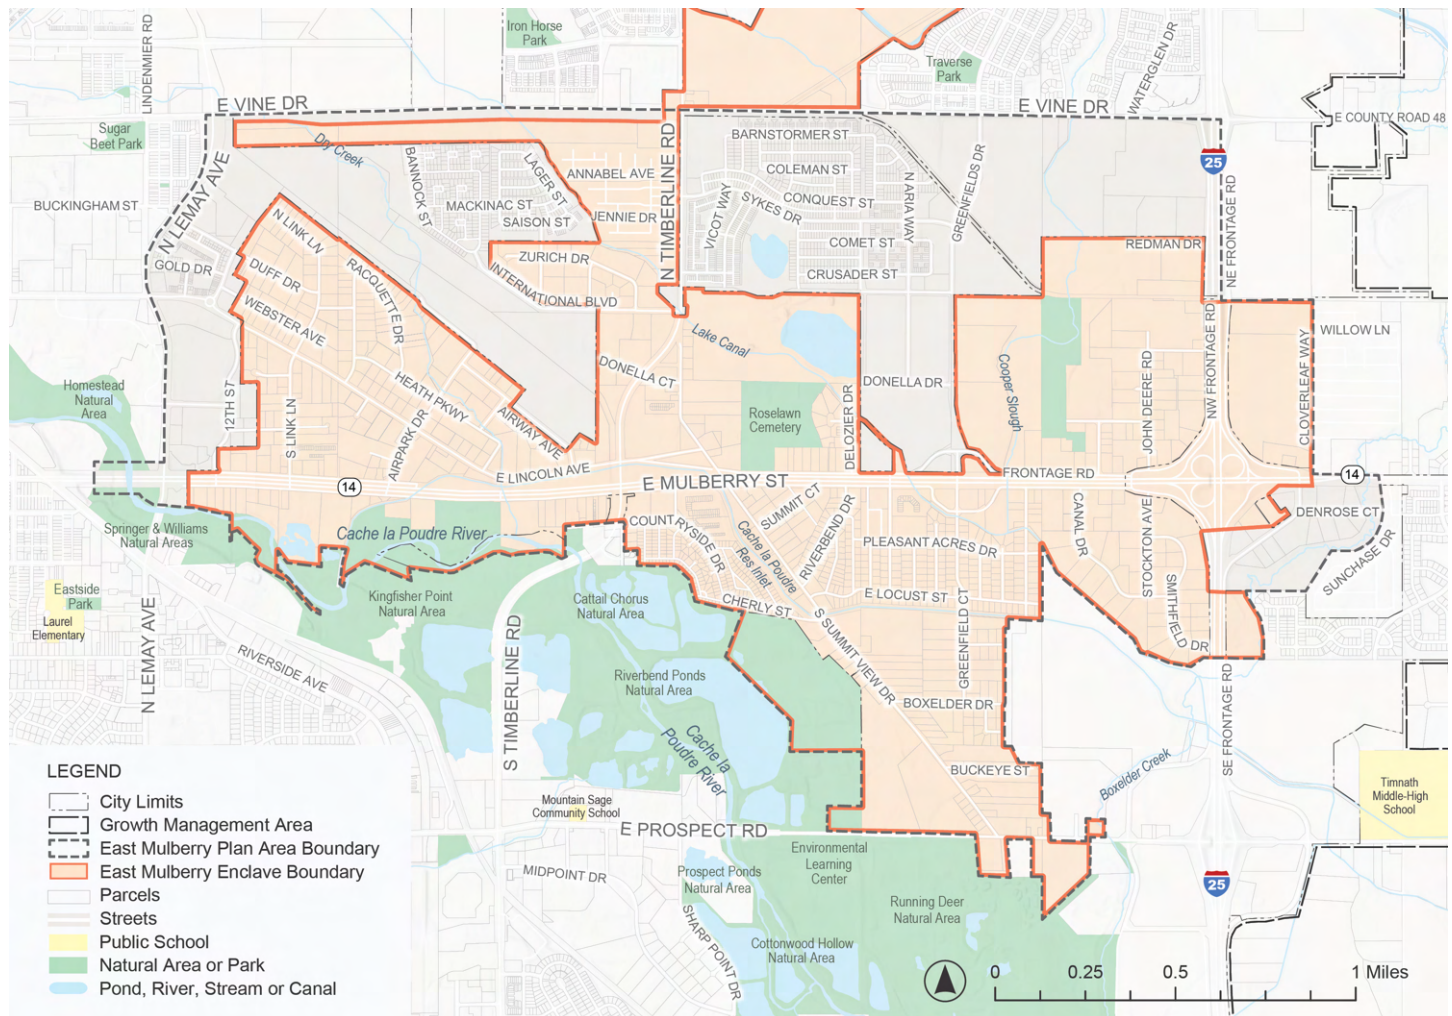 Iron Horse
Park
LINDENMIER RD
Traverse
Park
WATERGLEN DR
E VINE DR
E VINE DR
E COUNTY ROAD 48
Sugar
Beet Park
Dry Creek
N TIMBERLINE RD
BARNSTORMER ST
25
N LEMAY AVE
BANNOCK ST
LAGER ST
ANNABEL AVE
COLEMAN ST
N ARIA WAY
GREENFIELDS DR
NE FRONTAGE RD
BUCKINGHAM ST
MACKINAC ST
SAISON ST
JENNIE DR
VICOT WAY
SYKES DR
CONQUEST ST
N LINK LN
COMET ST
REDMAN DR
GOLD DR
DUFF DR
RACQUETTE DR
ZURICH DR
INTERNATIONAL BLVD
CRUSADER ST
WEBSTER AVE
Lake Canal
NW FRONTAGE RD
CLOVERLEAF WAY
WILLOW LN
Homestead
Natural
Area
12TH ST
S LINK LN
HEATH PKWY
AIRPARK DR
AIRWAY AVE
DONELLA CT
DONELLA DR
Roselawn
Cemetery
DELOZIER DR
Cooper Slough
JOHN DEERE RD
E LINCOLN AVE
E MULBERRY ST
FRONTAGE RD
14
14
Springer & Williams
Natural Areas
Cache la Poudre River
COUNTRYSIDE DR
Cache la Poudre
Res Inlet
SUMMIT CT
RIVERBEND DR
PLEASANT ACRES DR
CANAL DR
STOCKTON AVE
DENROSE CT
SUNCHASE DR
Eastside
Park
Laurel
Elementary
N LEMAY AVE
Kingfisher Point
Natural Area
Cattail Chorus
Natural Area
CHERLY ST
E LOCUST ST
SMITHFIELD DR
RIVERSIDE AVE
S TIMBERLINE RD
Riverbend Ponds
Natural Area
S SUMMIT VIEW DR
GREENFIELD CT
BOXELDER DR
SE FRONTAGE RD
Cache la
Poudre River
BUCKEYE ST
Boxelder Creek
Timnath
Middle-High
School
Mountain Sage
Community School
E PROSPECT RD
Environmental
Learning
Center
MIDPOINT DR
Prospect Ponds
Natural Area
25
SHARP POINT DR
Running Deer
Natural Area
Cottonwood Hollow
Natural Area
LEGEND
City Limits
Growth Management Area
East Mulberry Plan Area Boundary
East Mulberry Enclave Boundary
Parcels
Streets
Public School
Natural Area or Park
Pond, River, Stream or Canal
0 0.25 0.5 1 Miles